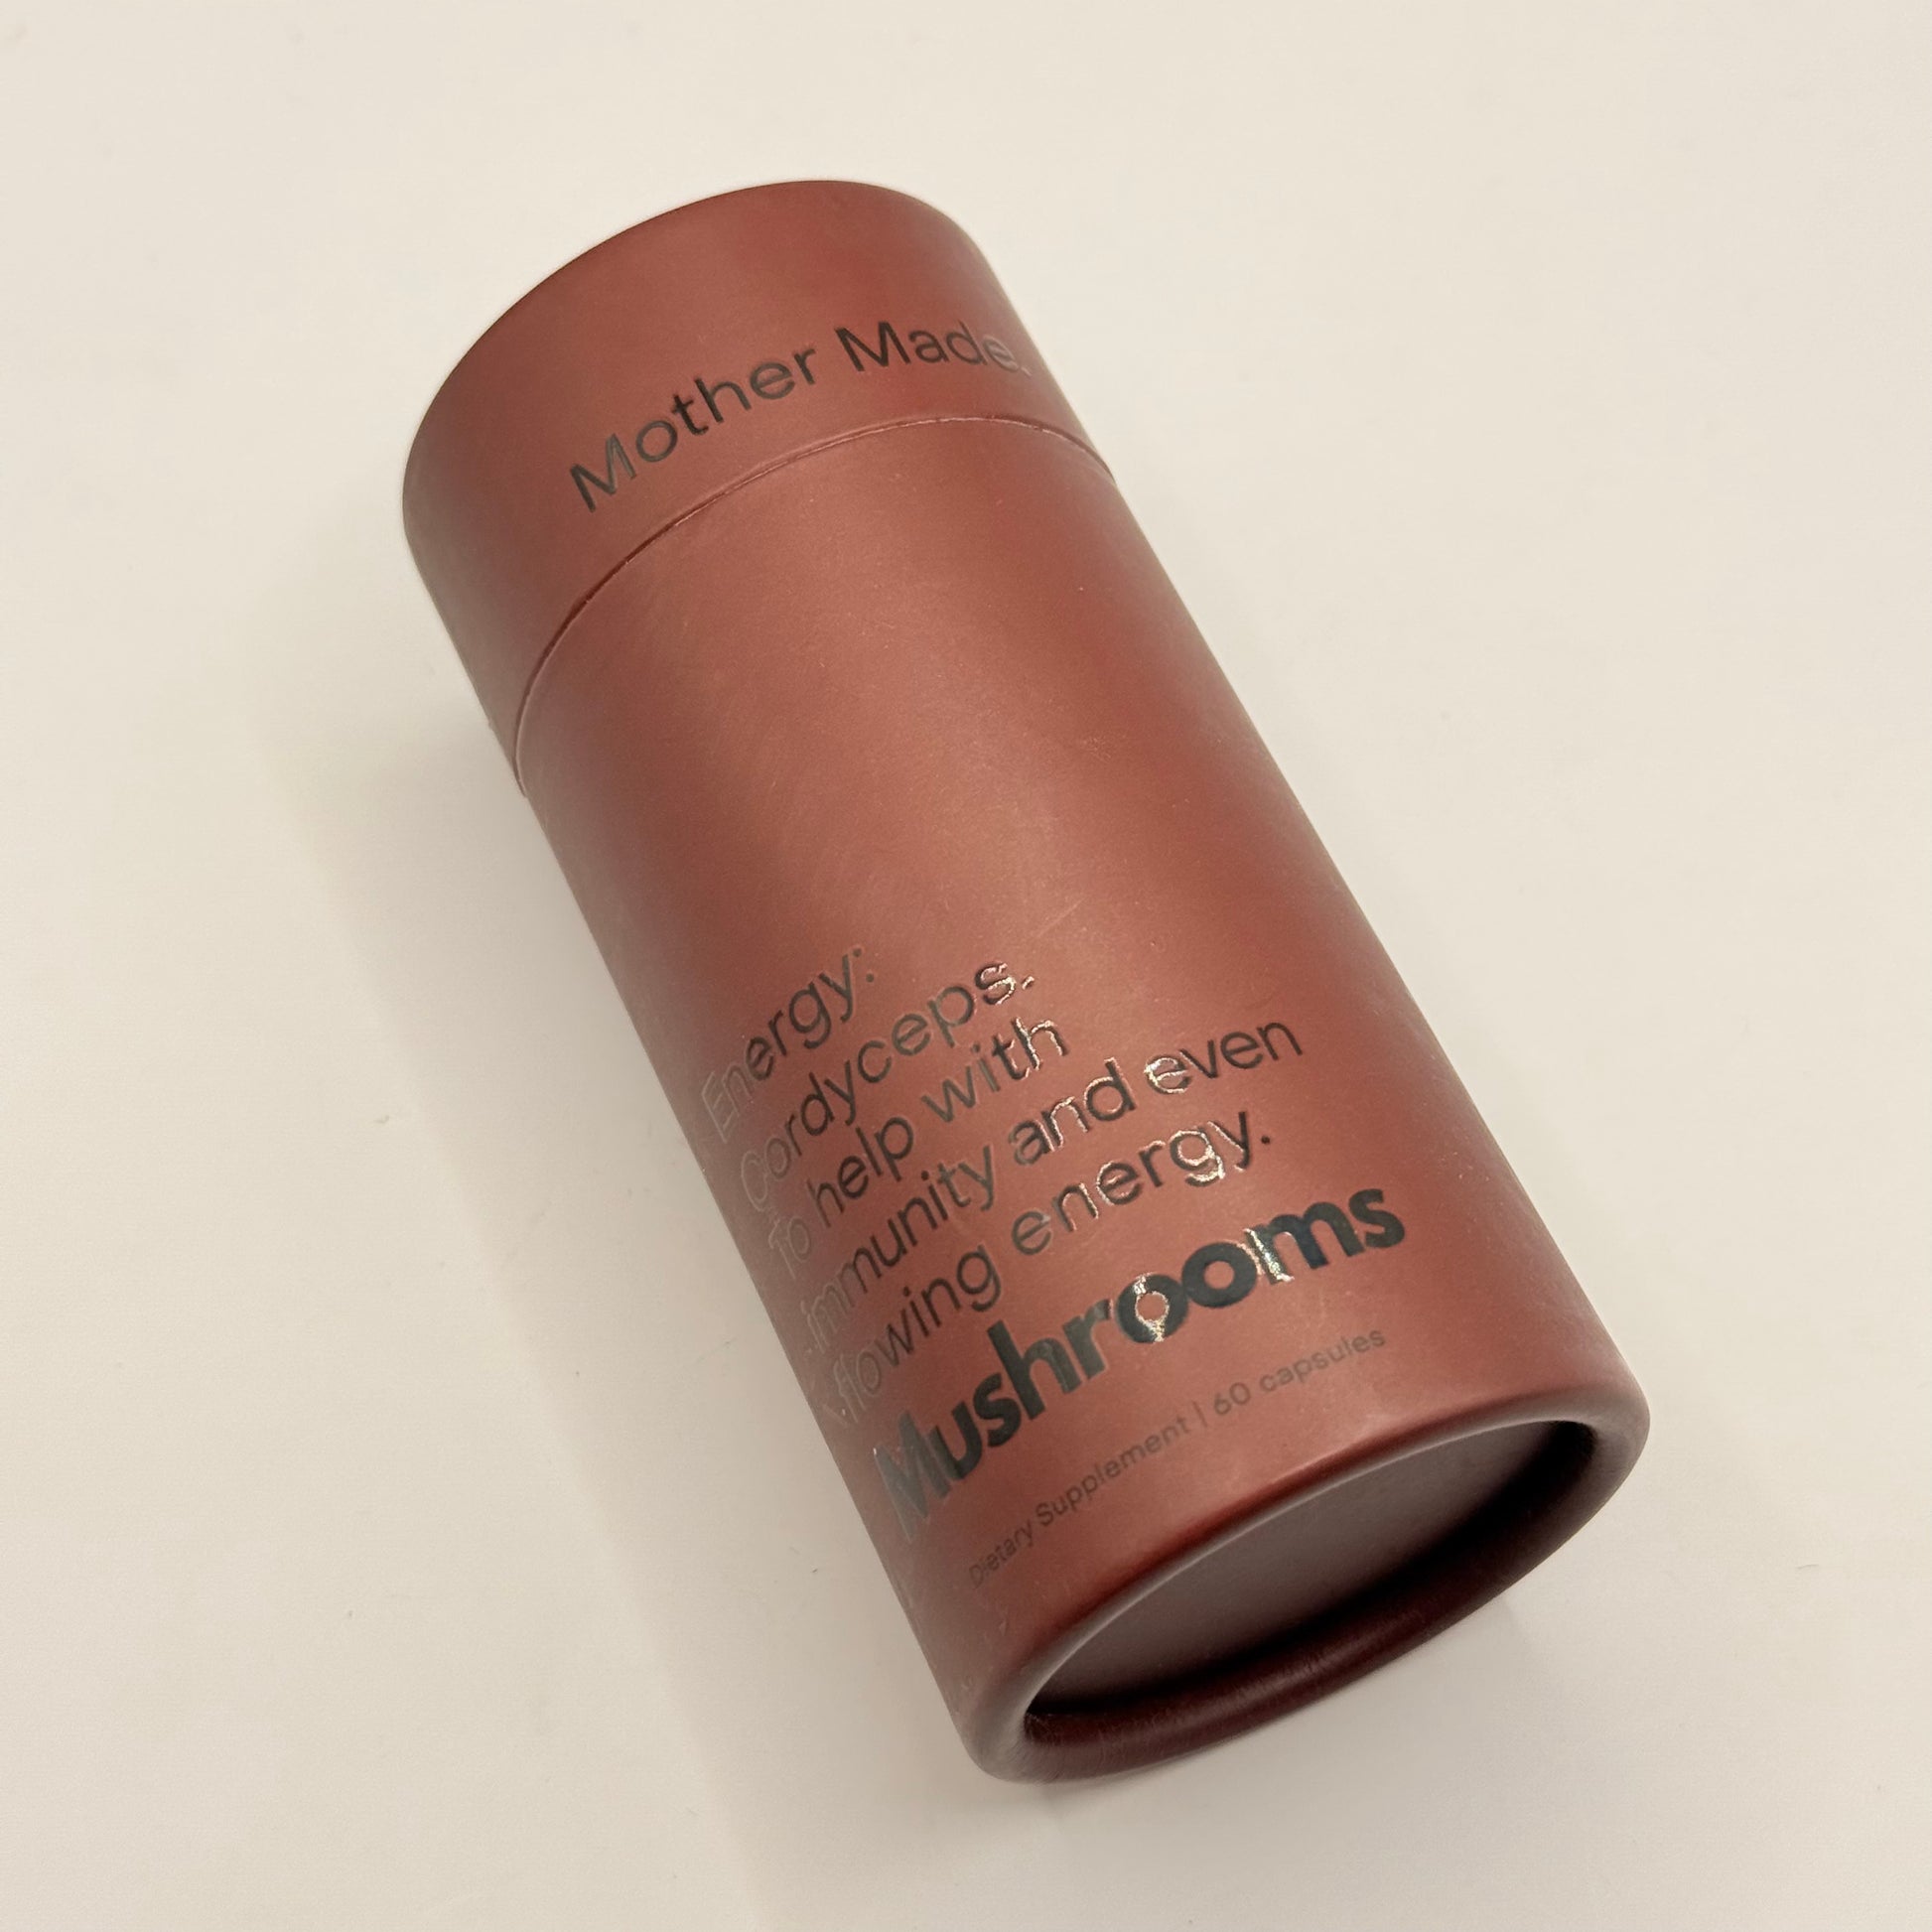 Mother Made.
Energy:
Cordyceps.
To help with
immunity and even
flowing energy.
Mushrooms
Dietary Supplement | 60 capsules